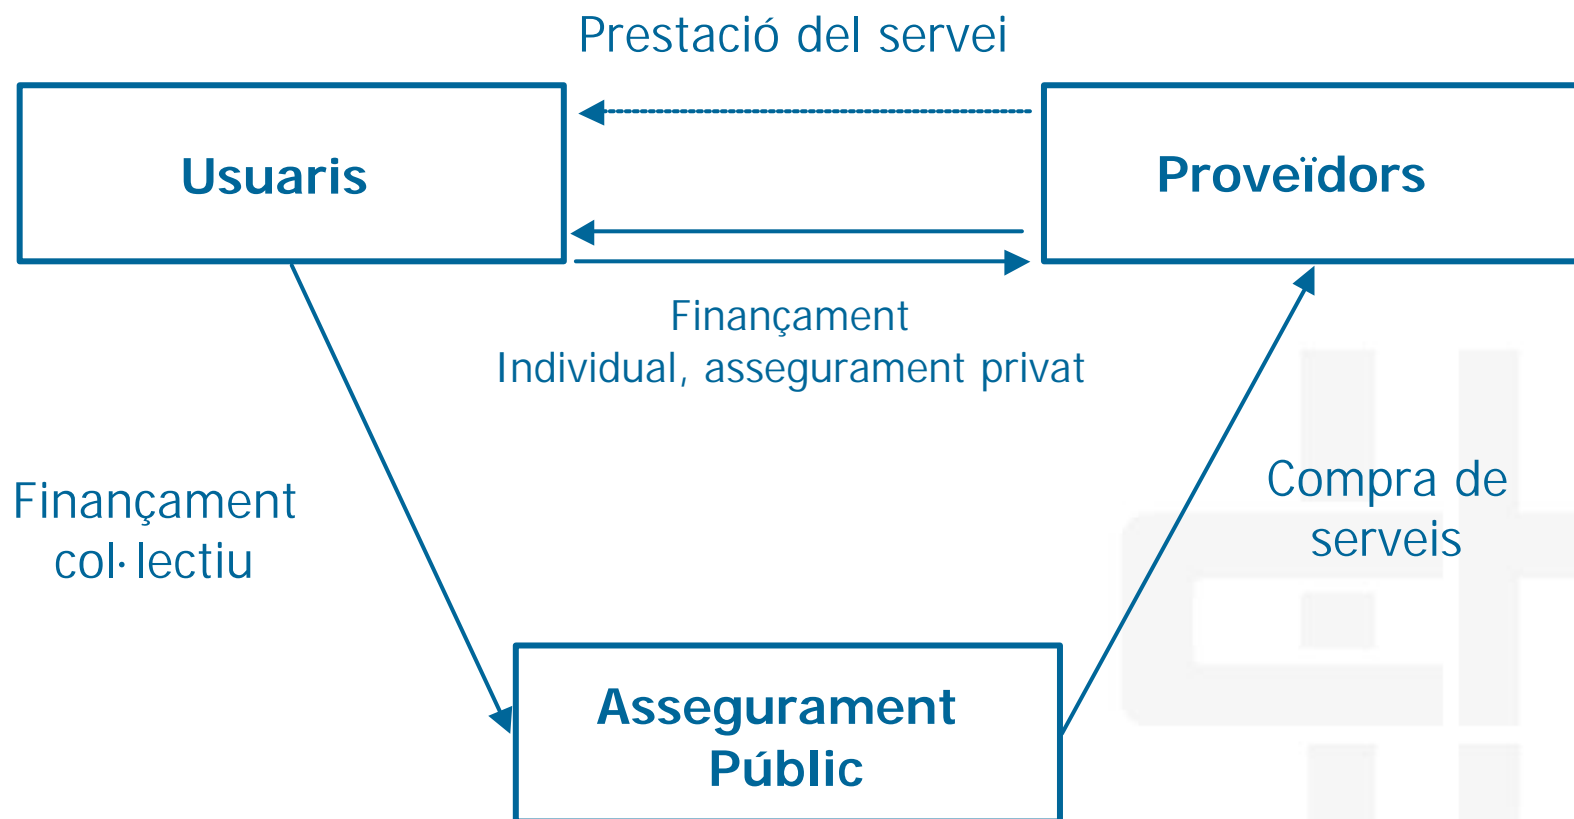 Prestació del servei
Usuaris
Proveïdors
Finançament
Individual, assegurament privat
Finançament
col·lectiu
Compra de
serveis
Assegurament
Públic